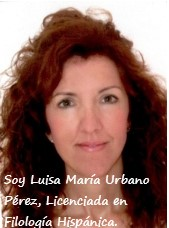 Soy Luisa María Urbano
Pérez, Licenciada en
Filología Hispánica.